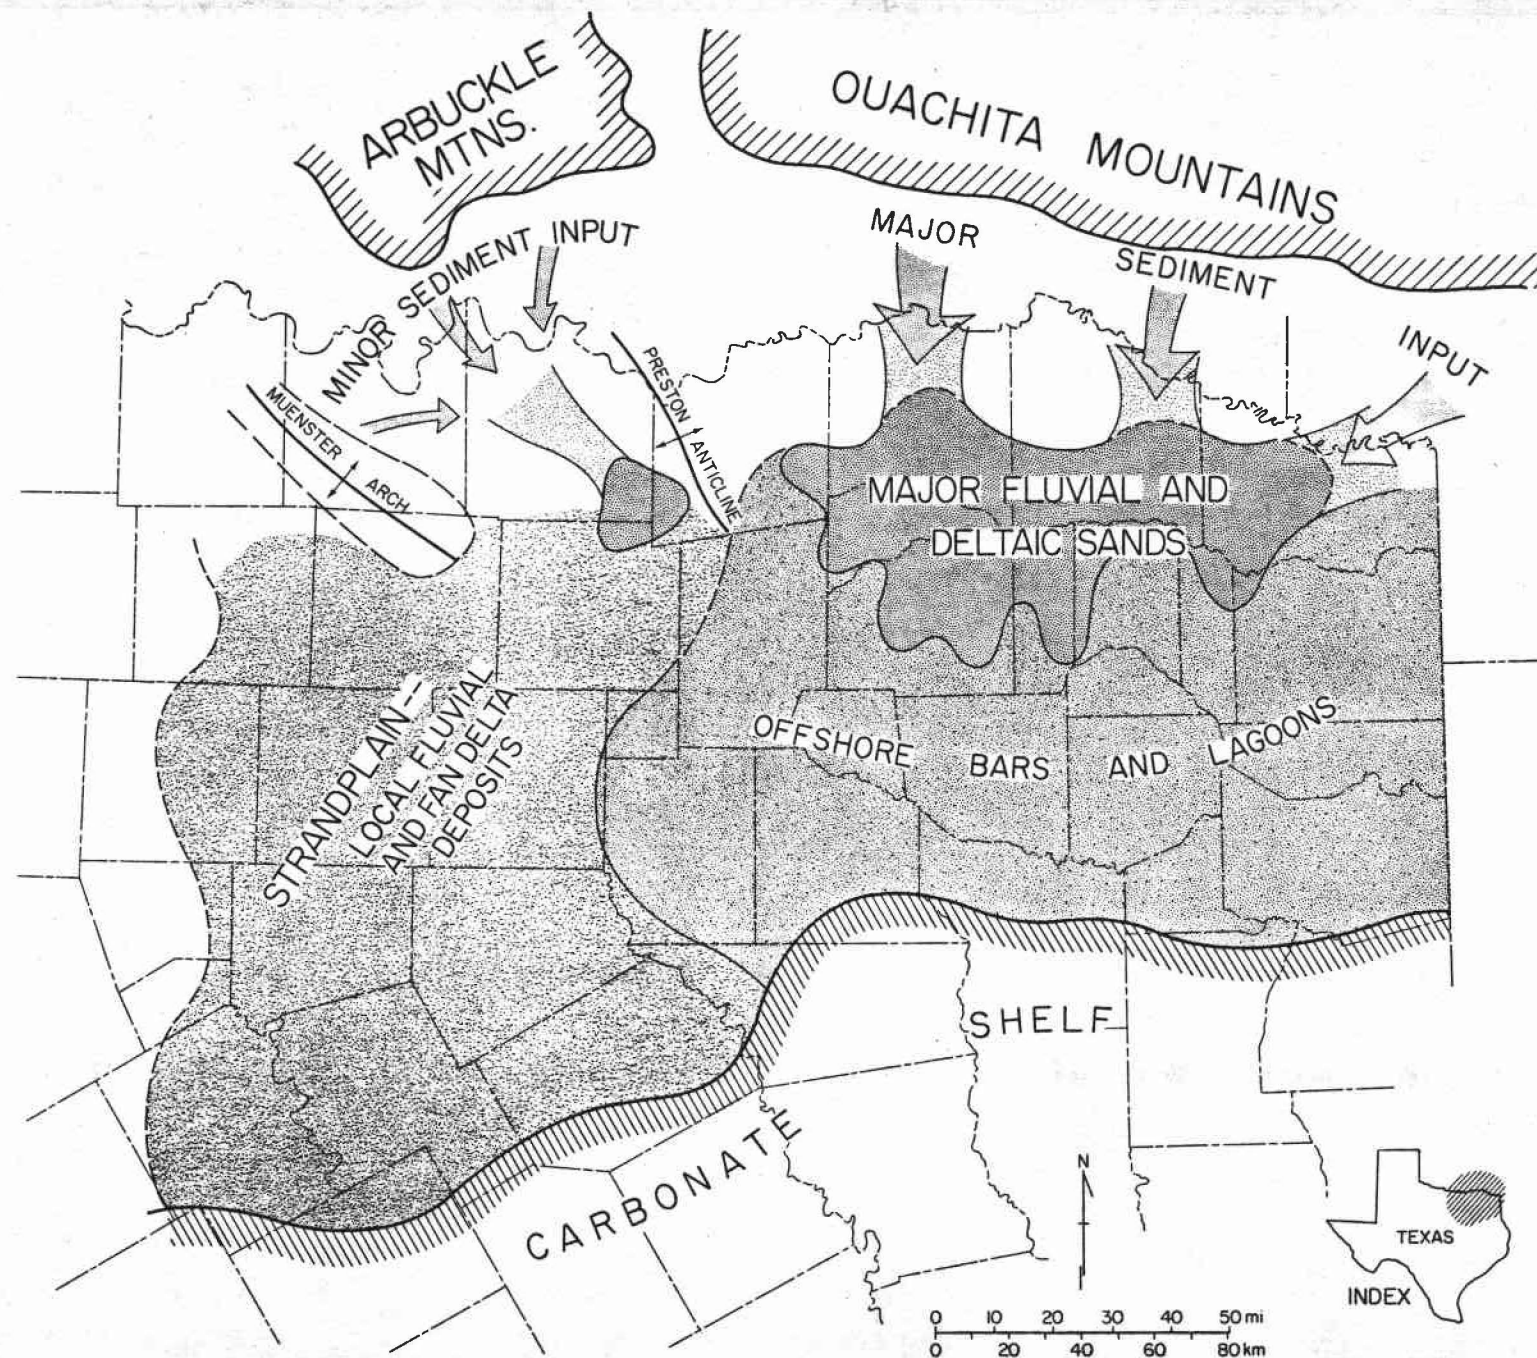 ARBUCKLE
MTNS.
OUACHITA MOUNTAINS
MINOR SEDIMENT INPUT
MAJOR
SEDIMENT
INPUT
MUENSTER
ARCH
PRESTON
ANTICLINE
MAJOR FLUVIAL AND
DELTAIC SANDS
STRANDPLAIN—
LOCAL FLUVIAL
AND FAN DELTA
DEPOSITS
OFFSHORE BARS AND LAGOONS
SHELF
CARBONATE
N
TEXAS
INDEX
0 10 20 30 40 50 mi
0 20 40 60 80 km